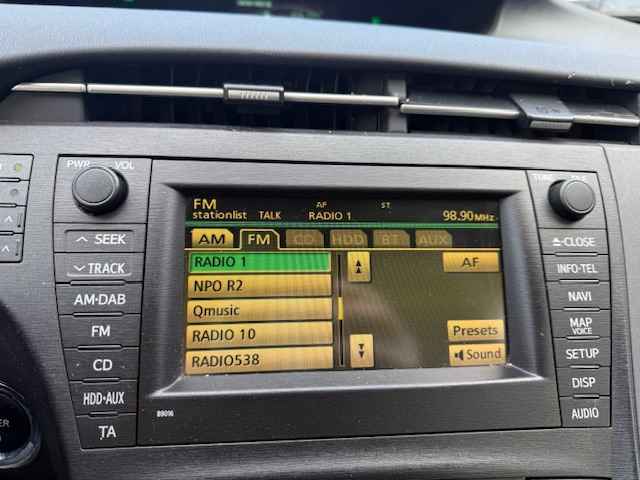 PWR VOL
FM
stationlist TALK
AF
RADIO 1
ST
98.90MHz
AM FM CD HDD BT AUX
RADIO 1
NPO R2
Qmusic
RADIO 10
RADIO538
AF
Presets
Sound
SEEK
TRACK
AM·DAB
FM
CD
HDD·AUX
TA
B9016
TUNE
CLOSE
INFO·TEL
NAVI
MAP
VOICE
SETUP
DISP
AUDIO